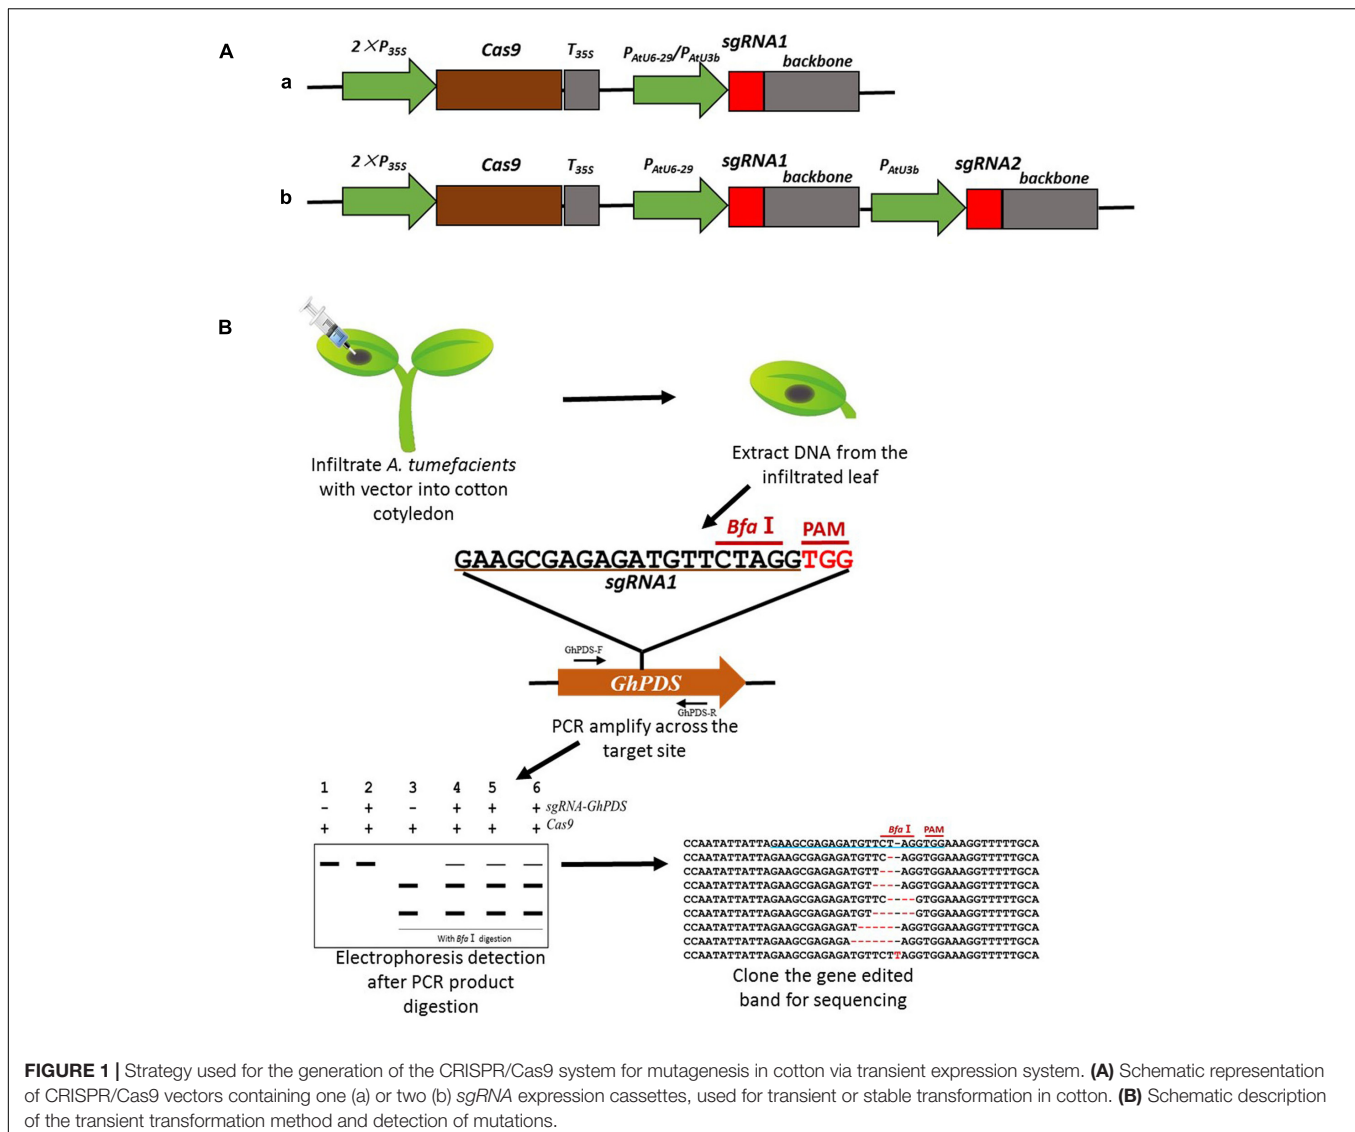 A
2×P35S Cas9 T35S PAtU6-29/PAtU3b sgRNA1 backbone
a
2×P35S Cas9 T35S PAtU6-29 sgRNA1 backbone PAtU3b sgRNA2 backbone
b
B
Infiltrate A. tumefacients
with vector into cotton
cotyledon
Extract DNA from the
infiltrated leaf
Bfa I PAM
GAAGCGAGAGATGTTCTAGGTGG
sgRNA1
GhPDS-F
GhPDS
GhPDS-R
PCR amplify across the
target site
1 2 3 4 5 6
- + - + + + sgRNA-GhPDS
+ + + + + + Cas9
With Bfa I digestion
Electrophoresis detection
after PCR product
digestion
Bfa I PAM
CCAATATTATTAGAAGCGAGAGATGTTCT-AGGTGGAAAGGTTTTTGCA
CCAATATTATTAGAAGCGAGAGATGTTC--AGGTGGAAAGGTTTTTGCA
CCAATATTATTAGAAGCGAGAGATGTT---AGGTGGAAAGGTTTTTGCA
CCAATATTATTAGAAGCGAGAGATGTTC----GTGGAAAGGTTTTTGCA
CCAATATTATTAGAAGCGAGAGATGT------GTGGAAAGGTTTTTGCA
CCAATATTATTAGAAGCGAGAGAT------AGGTGGAAAGGTTTTTGCA
CCAATATTATTAGAAGCGAGAGA-------AGGTGGAAAGGTTTTTGCA
CCAATATTATTAGAAGCGAGAGATGTTCTTAGGTGGAAAGGTTTTTGCA
Clone the gene edited
band for sequencing
FIGURE 1 | Strategy used for the generation of the CRISPR/Cas9 system for mutagenesis in cotton via transient expression system. (A) Schematic representation
of CRISPR/Cas9 vectors containing one (a) or two (b) sgRNA expression cassettes, used for transient or stable transformation in cotton. (B) Schematic description
of the transient transformation method and detection of mutations.